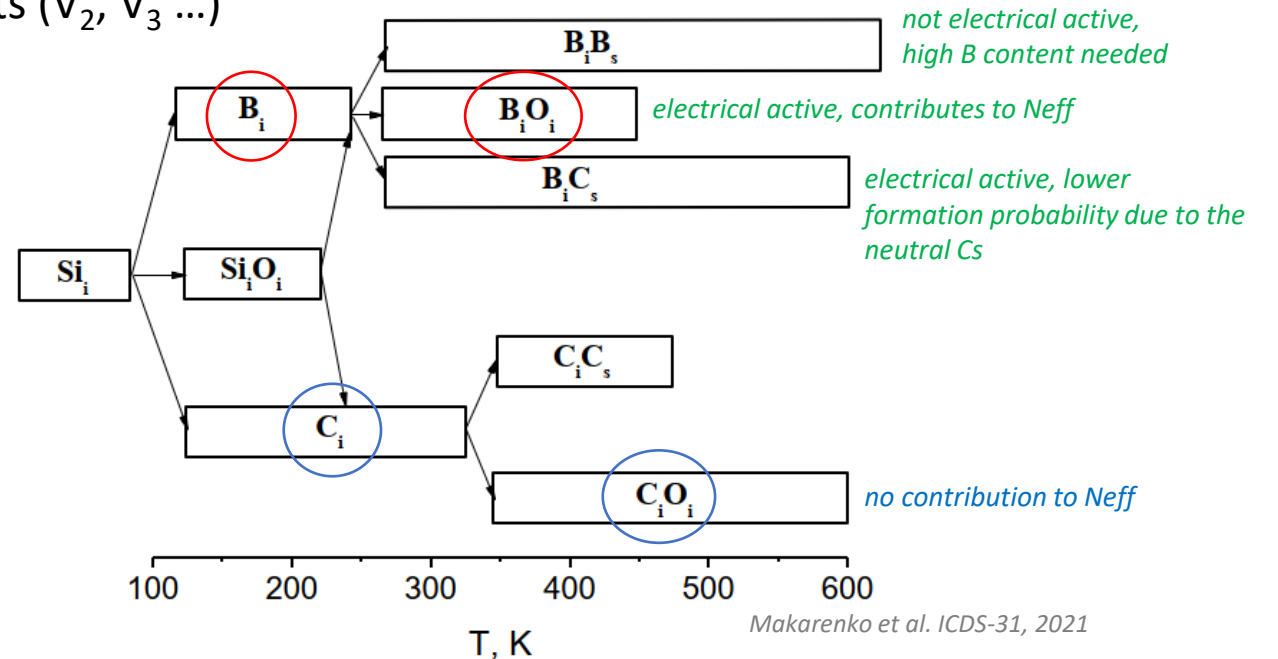 ts (V₂, V₃ ...)
BᵢBₛ
not electrical active,
high B content needed
Bᵢ
BᵢOᵢ
electrical active, contributes to Neff
BᵢCₛ
electrical active, lower
formation probability due to the
neutral Cs
Siᵢ
SiᵢOᵢ
CᵢCₛ
Cᵢ
CᵢOᵢ
no contribution to Neff
100 200 300 400 500 600
T, K
Makarenko et al. ICDS-31, 2021